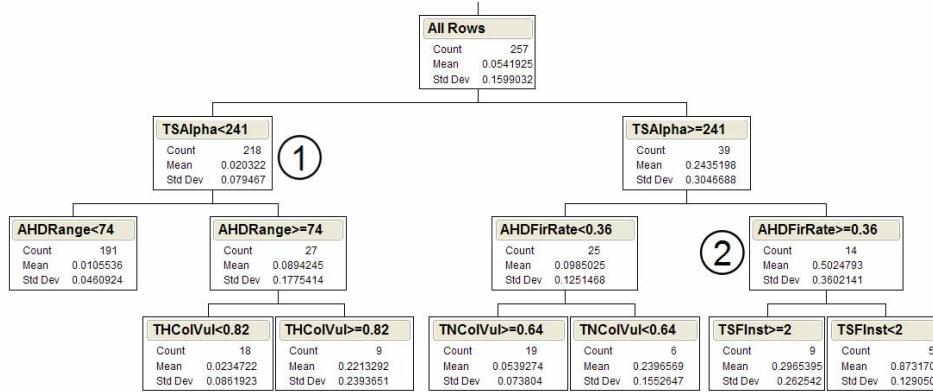 All Rows
Count 257
Mean 0.0541925
Std Dev 0.1599032
TSAlpha<241
Count 218
Mean 0.020322
Std Dev 0.079467
1
TSAlpha>=241
Count 39
Mean 0.2435198
Std Dev 0.3046688
AHDRange<74
Count 191
Mean 0.0105536
Std Dev 0.0460924
AHDRange>=74
Count 27
Mean 0.0894245
Std Dev 0.1775414
AHDFirRate<0.36
Count 25
Mean 0.0985025
Std Dev 0.1251468
2
AHDFirRate>=0.36
Count 14
Mean 0.5024793
Std Dev 0.3602141
THColVul<0.82
Count 18
Mean 0.0234722
Std Dev 0.0861923
THColVul>=0.82
Count 9
Mean 0.2213292
Std Dev 0.2393651
TNColVul>=0.64
Count 19
Mean 0.0539274
Std Dev 0.073804
TNColVul<0.64
Count 6
Mean 0.2396569
Std Dev 0.1552647
TSFInst>=2
Count 9
Mean 0.2965395
Std Dev 0.262542
TSFInst<2
Count 5
Mean 0.873170
Std Dev 0.129050